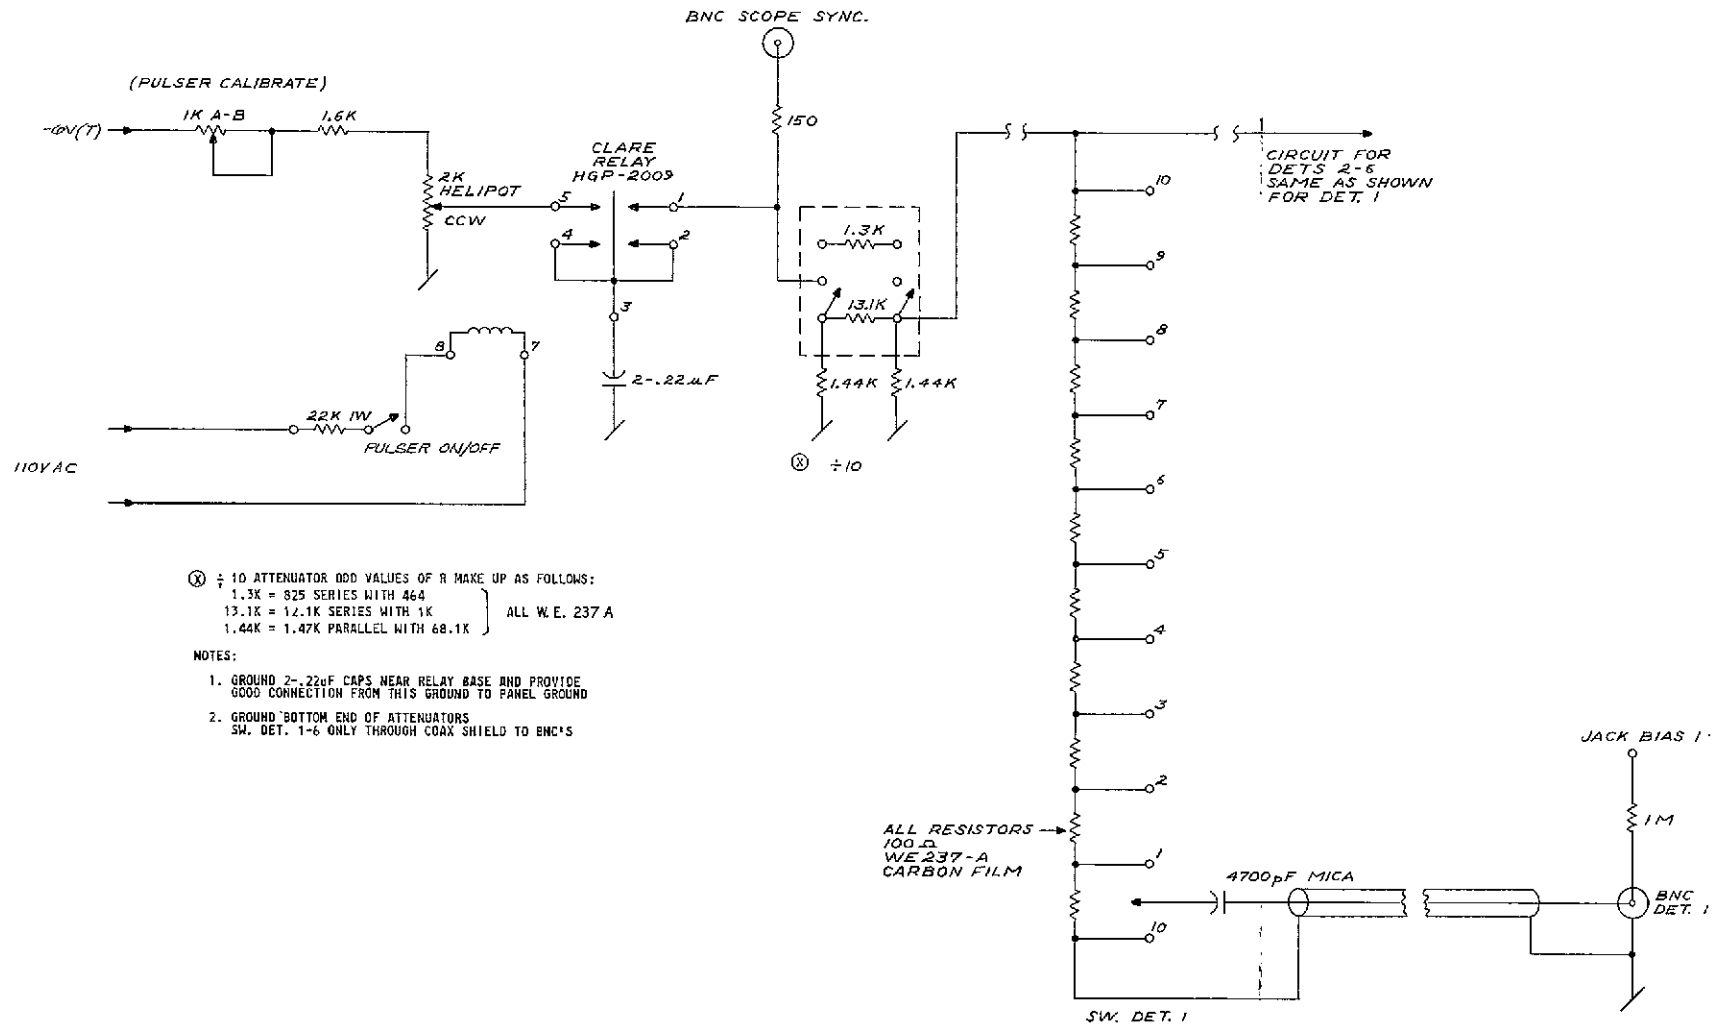 BNC SCOPE SYNC.
(PULSER CALIBRATE)
1K A-B
1.6K
-6V(T)
150
CLARE
RELAY
HGP-2009
2K
HELIPOT
CCW
5
1
4
2
3
1.3K
13.1K
CIRCUIT FOR
DETS 2-6
SAME AS SHOWN
FOR DET. 1
10
9
8
7
6
5
4
3
2
1
10
8
7
2-.22µF
1.44K
1.44K
22K 1W
PULSER ON/OFF
110VAC
Ⓧ ÷10
Ⓧ ÷ 10 ATTENUATOR ODD VALUES OF R MAKE UP AS FOLLOWS:
1.3K = 825 SERIES WITH 464
13.1K = 12.1K SERIES WITH 1K
1.44K = 1.47K PARALLEL WITH 68.1K
ALL W.E. 237 A
NOTES:
1. GROUND 2-.22uF CAPS NEAR RELAY BASE AND PROVIDE
GOOD CONNECTION FROM THIS GROUND TO PANEL GROUND
2. GROUND BOTTOM END OF ATTENUATORS
SW. DET. 1-6 ONLY THROUGH COAX SHIELD TO BNC'S
ALL RESISTORS
100 Ω
WE 237-A
CARBON FILM
4700pF MICA
JACK BIAS 1
1M
BNC
DET. 1
SW. DET. 1